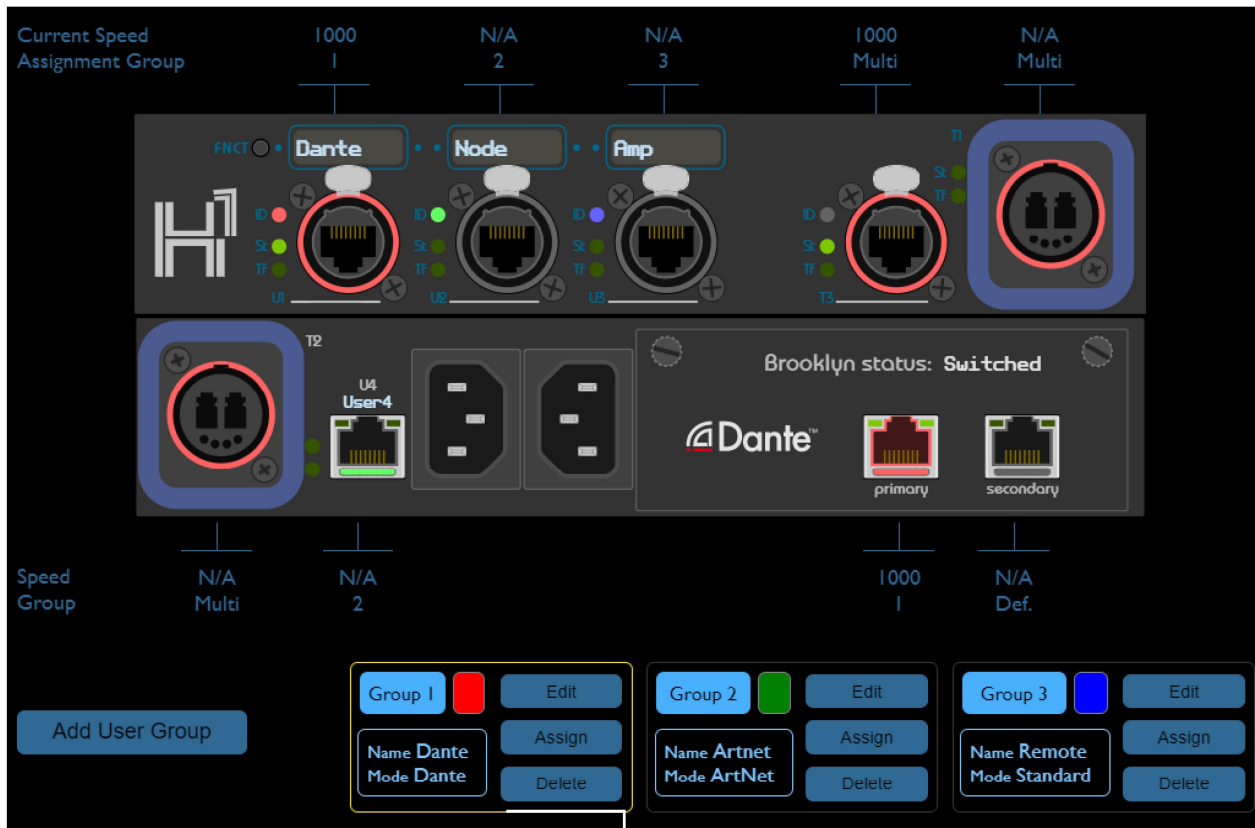 Current Speed 1000 N/A N/A 1000 N/A
Assignment Group 1 2 3 Multi Multi
T1
FNCT Dante Node Amp
St
Tf
ID ID ID ID
St St St
Tf Tf Tf Tf
U1 U2 U3 T3
T2
Brooklyn status: Switched
U4
User4
Dante™
primary secondary
Speed N/A N/A 1000 N/A
Group Multi 2 1 Def.
Group 1 Edit Group 2 Edit Group 3 Edit
Add User Group
Assign Assign Assign
Name Dante Name Artnet Name Remote
Mode Dante Mode ArtNet Mode Standard
Delete Delete Delete